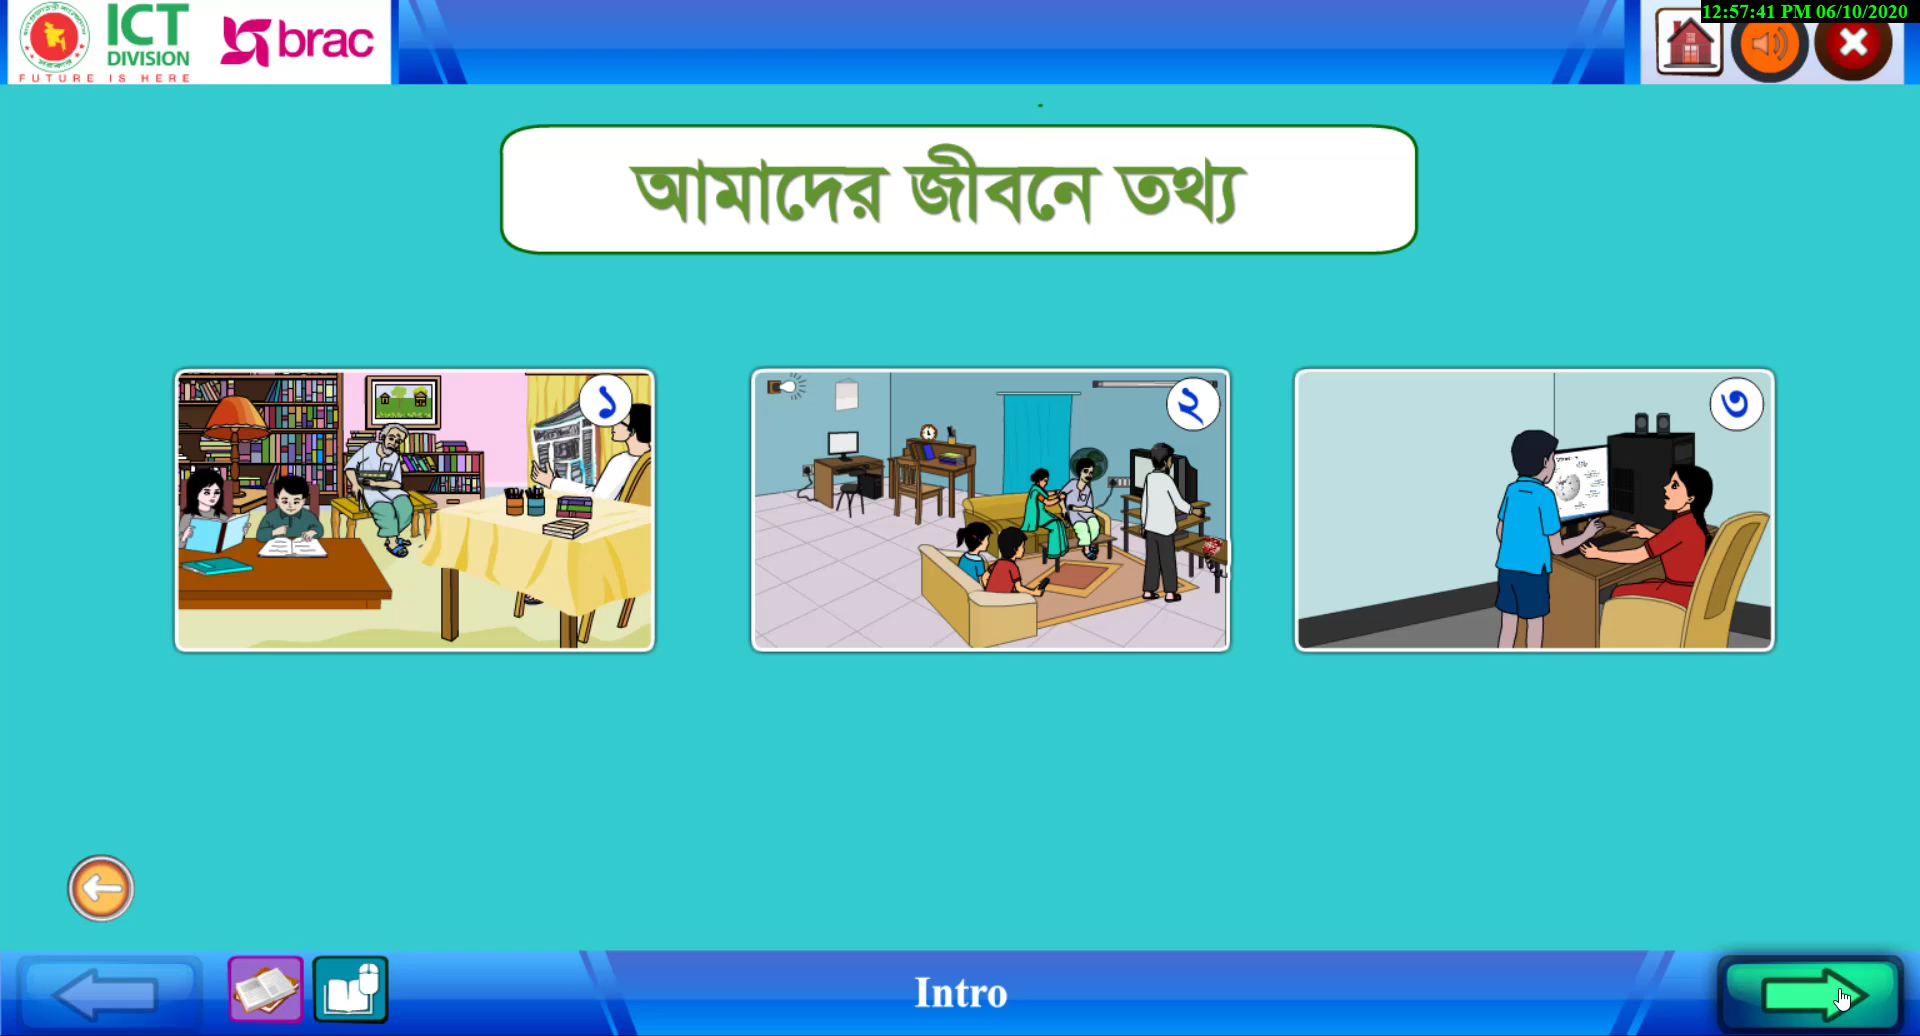 12:57:41 PM 06/10/2020
ICT
DIVISION
FUTURE IS HERE
brac
আমাদের জীবনে তথ্য
১
২
৩
Intro